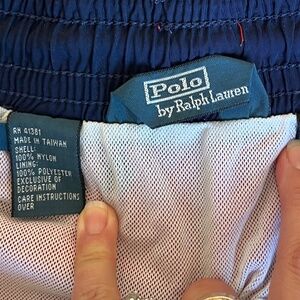 Polo
by Ralph Lauren
RN 41381
MADE IN TAIWAN
SHELL:
100% NYLON
LINING:
100% POLYESTER
EXCLUSIVE OF
DECORATION
CARE INSTRUCTIONS
OVER